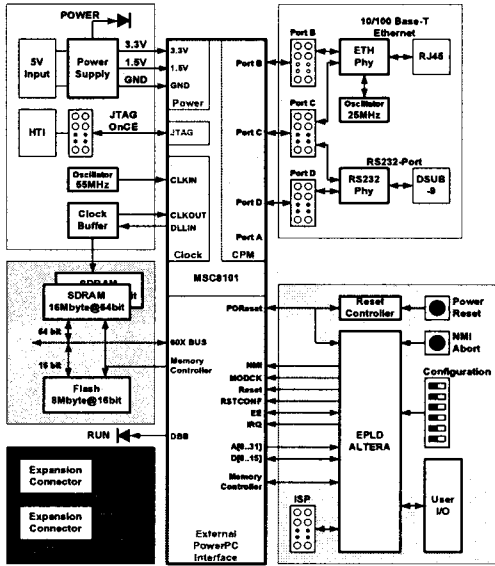 POWER
5V
Input
Power
Supply
3.3V
1.5V
GND
3.3V
1.5V
GND
Power
HTI
JTAG
OnCE
JTAG
Oscillator
55MHz
CLKIN
Clock
Buffer
CLKOUT
DLLIN
Clock
CPM
MSC8101
Port B
Port C
Port D
Port A
10/100 Base-T
Ethernet
Port B
ETH
Phy
RJ45
Oscillator
25MHz
Port C
RS232-Port
RS232
Phy
DSUB
-9
Port D
SDRAM
SDRAM
16Mbyte@64bit
64 bit
60X BUS
16 bit
Memory
Controller
Flash
8Mbyte@16bit
RUN
DBB
Expansion
Connector
Expansion
Connector
External
PowerPC
Interface
POReset
Reset
Controller
Power
Reset
NMI
Abort
Configuration
NMI
MODCK
Reset
RSTCONF
EE
IRQ
A[0..31]
D[0..15]
Memory
Controller
EPLD
ALTERA
ISP
User
I/O